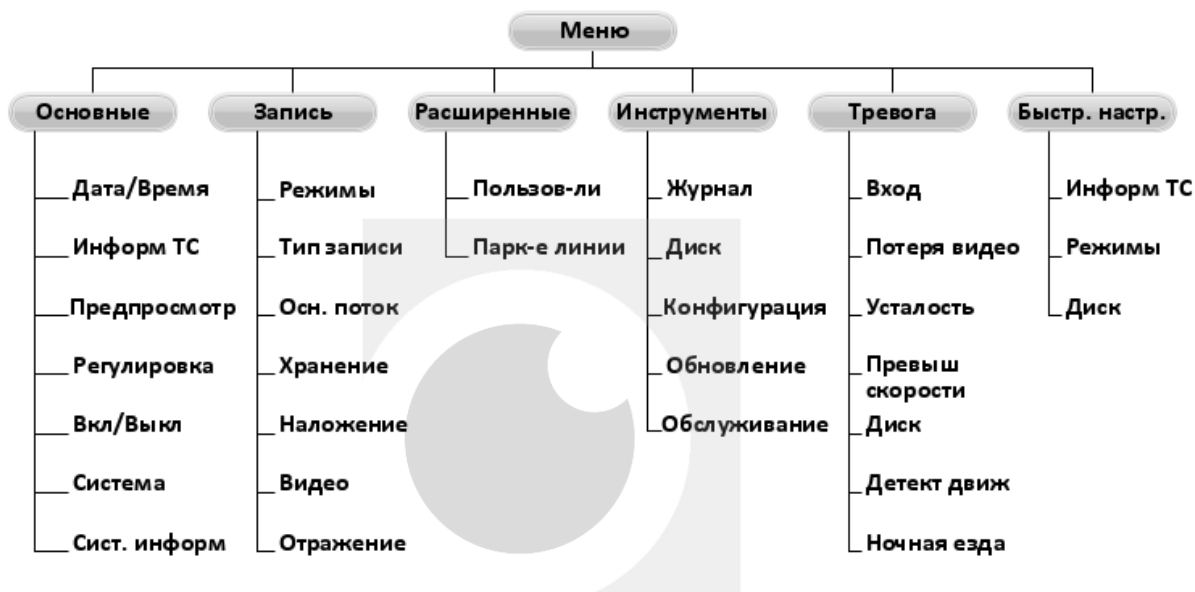 Меню
Основные
Дата/Время
Информ ТС
Предпросмотр
Регулировка
Вкл/Выкл
Система
Сист. информ
Запись
Режимы
Тип записи
Осн. поток
Хранение
Наложение
Видео
Отражение
Расширенные
Пользов-ли
Парк-е линии
Инструменты
Журнал
Диск
Конфигурация
Обновление
Обслуживание
Тревога
Вход
Потеря видео
Усталость
Превыш
скорости
Диск
Детект движ
Ночная езда
Быстр. настр.
Информ ТС
Режимы
Диск